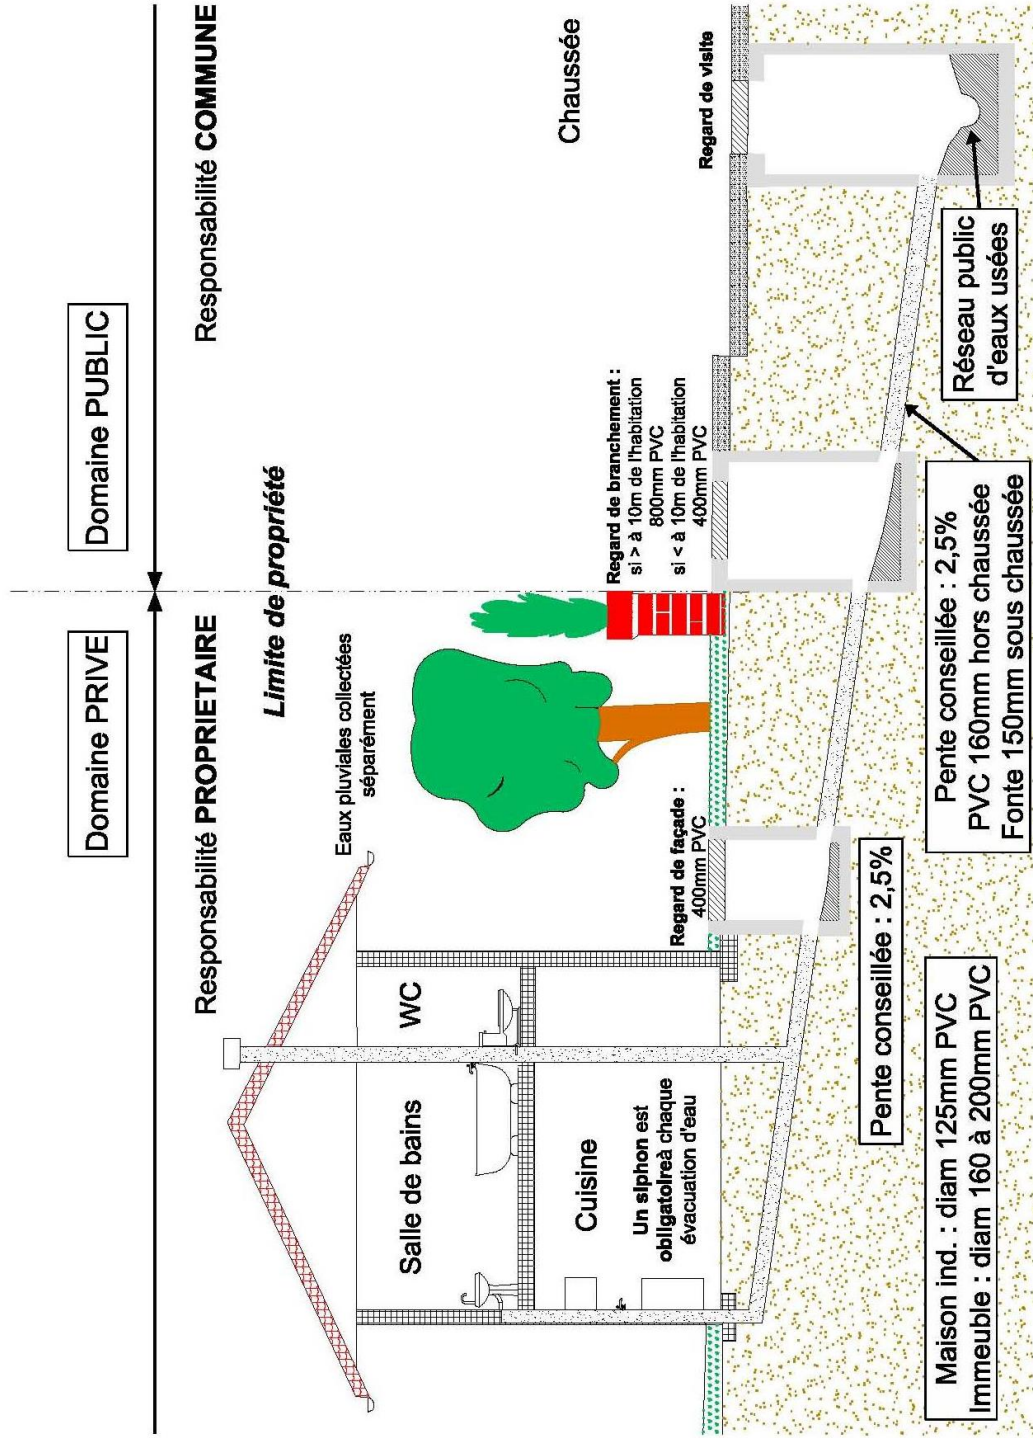 Domaine PRIVE
Domaine PUBLIC
Responsabilité PROPRIETAIRE
Responsabilité COMMUNE
Limite de propriété
Eaux pluviales collectées
séparément
Chaussée
Salle de bains
WC
Cuisine
Un siphon est
obligatoireà chaque
évacuation d'eau
Regard de façade :
400mm PVC
Regard de branchement :
si > à 10m de l'habitation
800mm PVC
si < à 10m de l'habitation
400mm PVC
Regard de visite
Pente conseillée : 2,5%
Maison ind. : diam 125mm PVC
Immeuble : diam 160 à 200mm PVC
Pente conseillée : 2,5%
PVC 160mm hors chaussée
Fonte 150mm sous chaussée
Réseau public
d'eaux usées